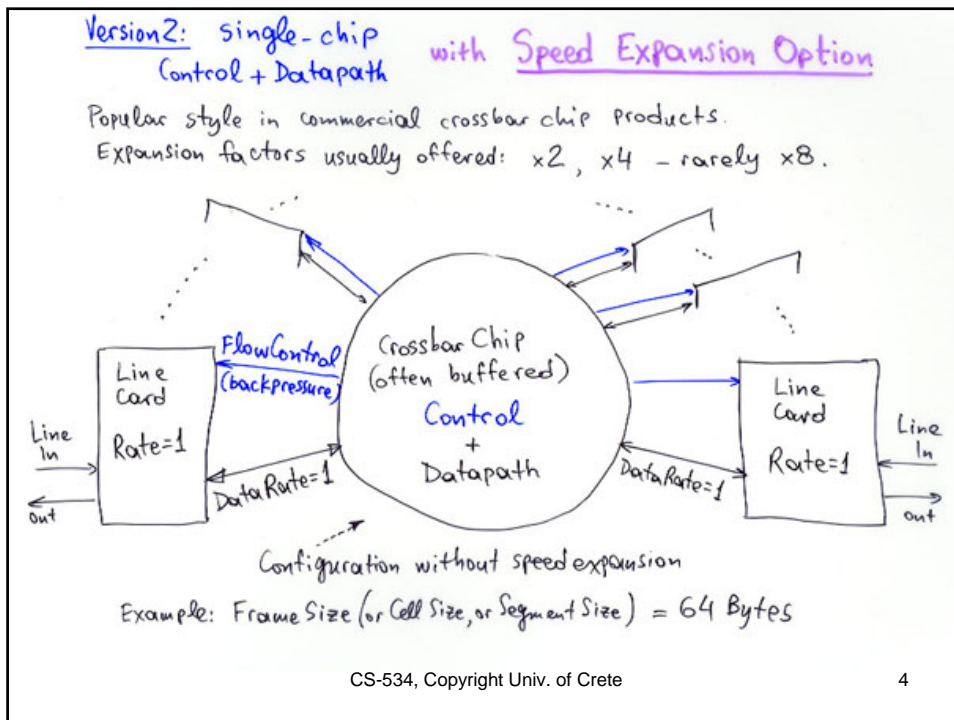 Version 2: single-chip
Control + Datapath
with Speed Expansion Option
Popular style in commercial crossbar chip products.
Expansion factors usually offered: x2, x4 – rarely x8.
Line Card
Rate=1
Line In
out
FlowControl
(backpressure)
DataRate=1
Crossbar Chip
(often buffered)
Control
+
Datapath
DataRate=1
Line Card
Rate=1
Line In
out
Configuration without speed expansion
Example: Frame Size (or Cell Size, or Segment Size) = 64 Bytes
CS-534, Copyright Univ. of Crete
4